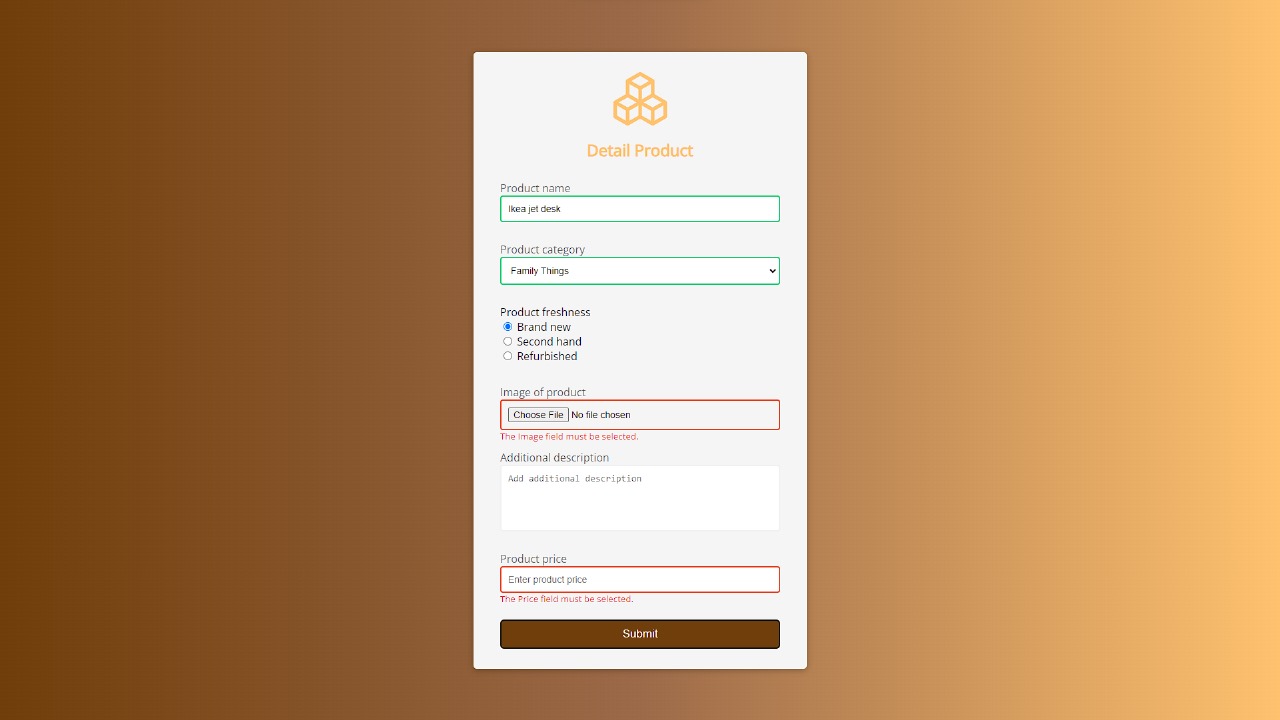 Detail Product
Product name
Ikea jet desk
Product category
Family Things
Product freshness
Brand new
Second hand
Refurbished
Image of product
Choose File No file chosen
The Image field must be selected.
Additional description
Add additional description
Product price
Enter product price
The Price field must be selected.
Submit